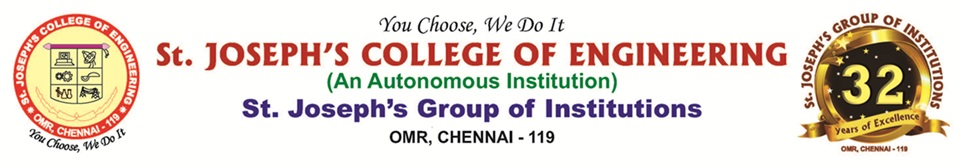 St. JOSEPH'S COLLEGE OF ENGINEERING
OMR, CHENNAI - 119
You Choose, We Do It
You Choose, We Do It
St. JOSEPH'S COLLEGE OF ENGINEERING
(An Autonomous Institution)
St. Joseph's Group of Institutions
OMR, CHENNAI - 119
St. JOSEPH'S GROUP OF INSTITUTIONS
32
Years of Excellence
OMR, CHENNAI - 119